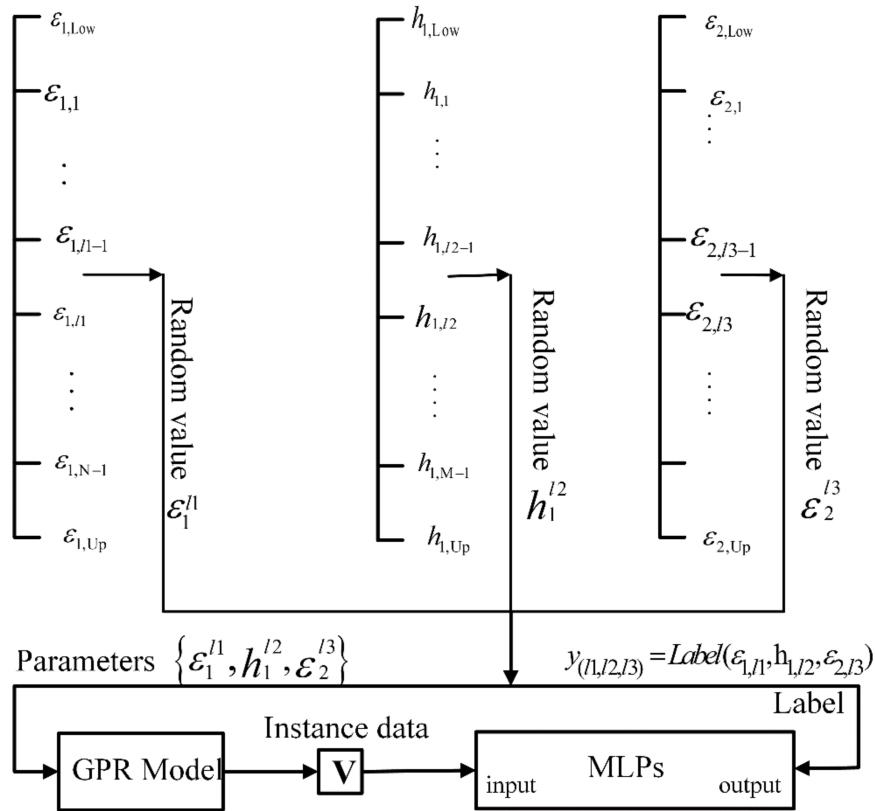 ε₁,Low
ε₁,₁
⋮
ε₁,l1−1
ε₁,l1
⋮
ε₁,N−1
ε₁,Up
Random value
ε₁^l1
h₁,Low
h₁,₁
⋮
h₁,l2−1
h₁,l2
⋮
h₁,M−1
h₁,Up
Random value
h₁^l2
ε₂,Low
ε₂,₁
⋮
ε₂,l3−1
ε₂,l3
⋮
ε₂,Up
Random value
ε₂^l3
Parameters {ε₁^l1, h₁^l2, ε₂^l3}
y(l1,l2,l3) = Label(ε₁,l1, h₁,l2, ε₂,l3)
Label
Instance data
GPR Model
V
MLPs
input
output